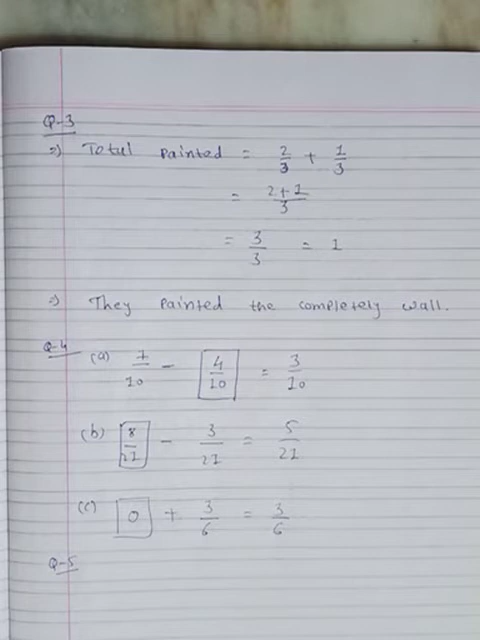 Q-3
⇒) Total painted = 2/3 + 1/3
= 2+1/3
= 3/3 = 1
⇒) They painted the completely wall.
Q-4 (a) 7/10 - 4/10 = 3/10
(b) 8/21 - 3/21 = 5/21
(c) 0 + 3/6 = 3/6
Q-5